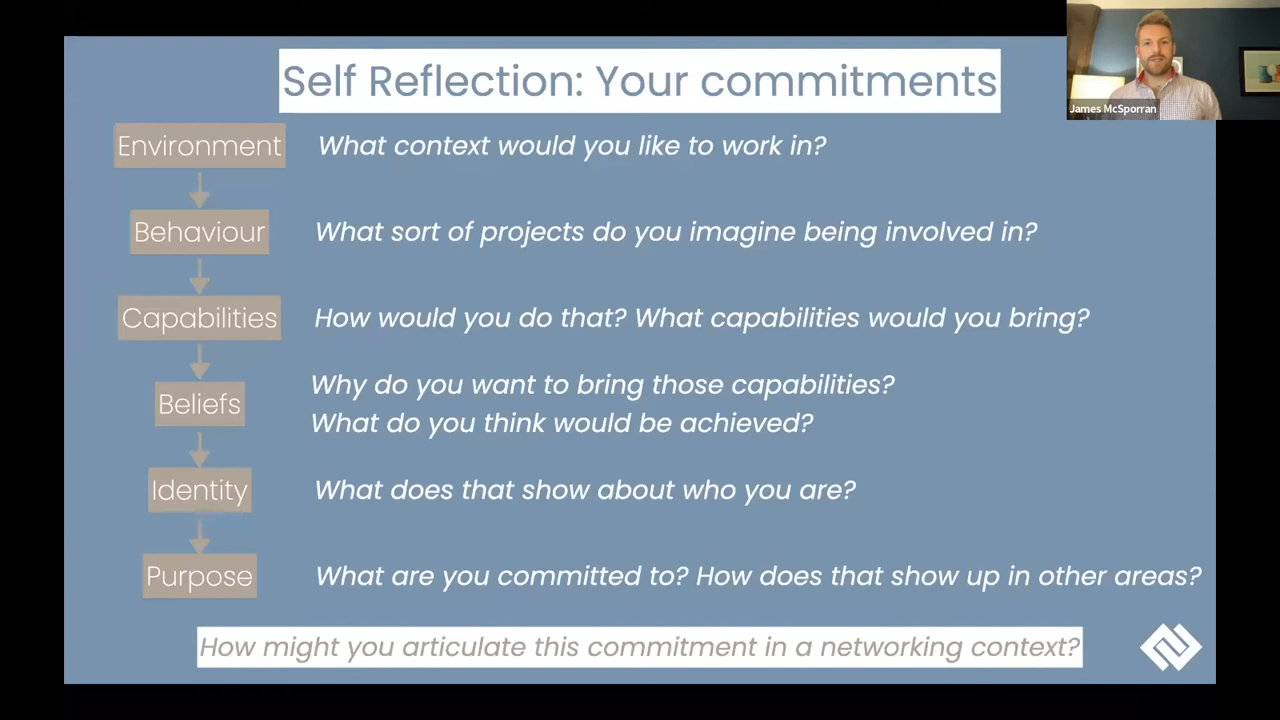 Self Reflection: Your commitments
James McSporran
Environment
What context would you like to work in?
Behaviour
What sort of projects do you imagine being involved in?
Capabilities
How would you do that? What capabilities would you bring?
Beliefs
Why do you want to bring those capabilities?
What do you think would be achieved?
Identity
What does that show about who you are?
Purpose
What are you committed to? How does that show up in other areas?
How might you articulate this commitment in a networking context?